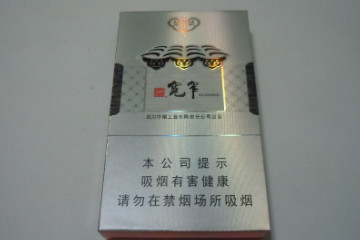 宽窄
本公司提示
吸烟有害健康
请勿在禁烟场所吸烟